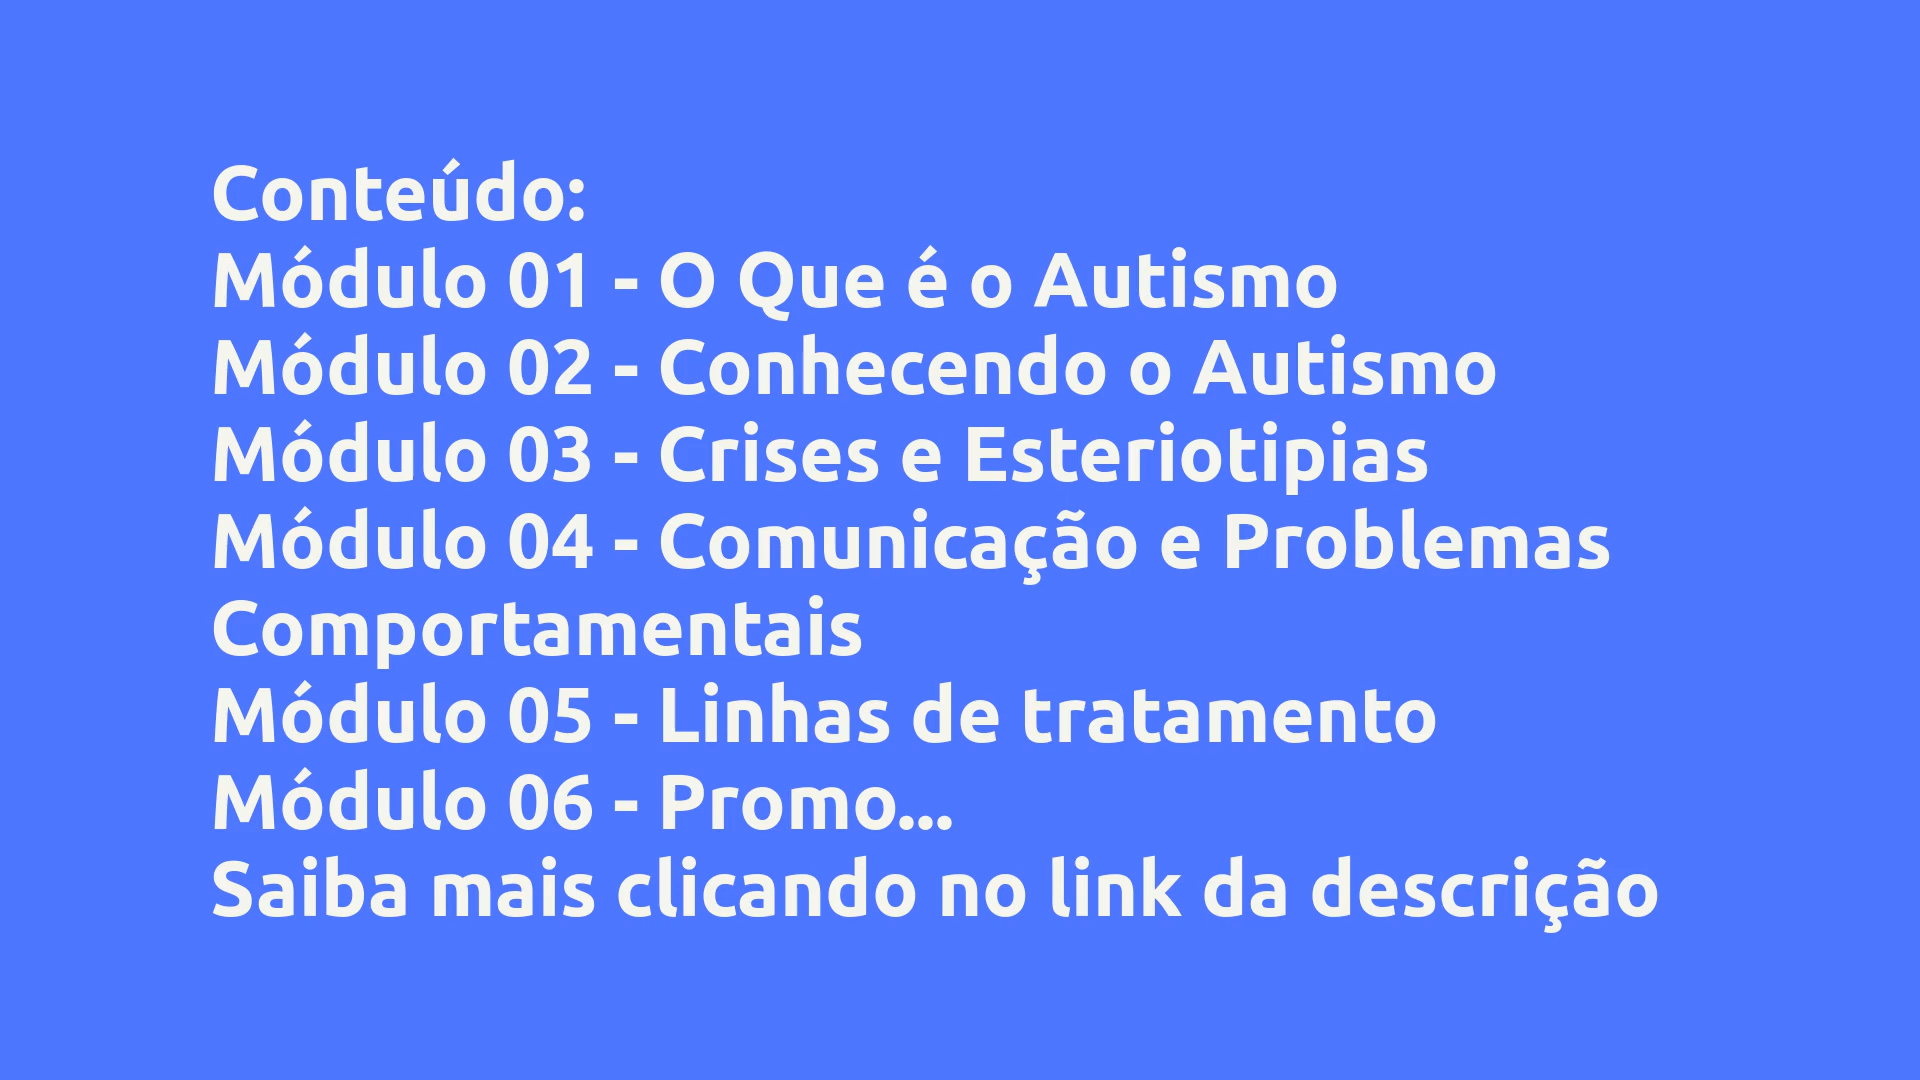 Conteúdo:
Módulo 01 - O Que é o Autismo
Módulo 02 - Conhecendo o Autismo
Módulo 03 - Crises e Esteriotipias
Módulo 04 - Comunicação e Problemas
Comportamentais
Módulo 05 - Linhas de tratamento
Módulo 06 - Promo...
Saiba mais clicando no link da descrição